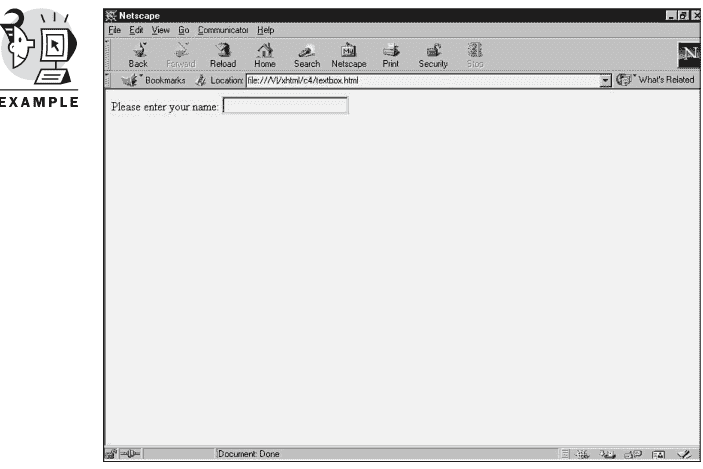 Netscape
File Edit View Go Communicator Help
Back Forward Reload Home Search Netscape Print Security Stop
Bookmarks Location: file:///V|/xhtml/c4/textbox.html What's Related
EXAMPLE
Please enter your name:
Document: Done